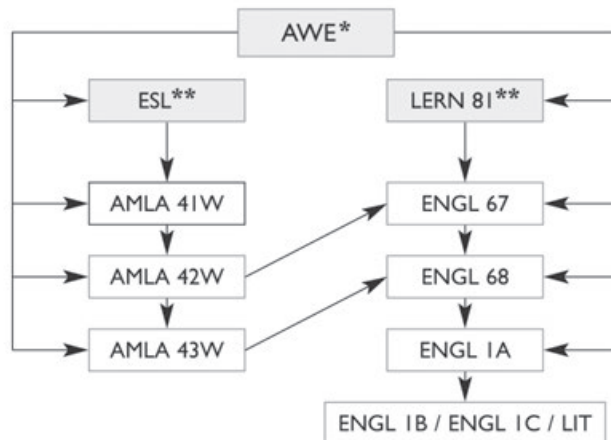 AWE*
ESL**
LERN 81**
AMLA 41W
ENGL 67
AMLA 42W
ENGL 68
AMLA 43W
ENGL 1A
ENGL 1B / ENGL 1C / LIT